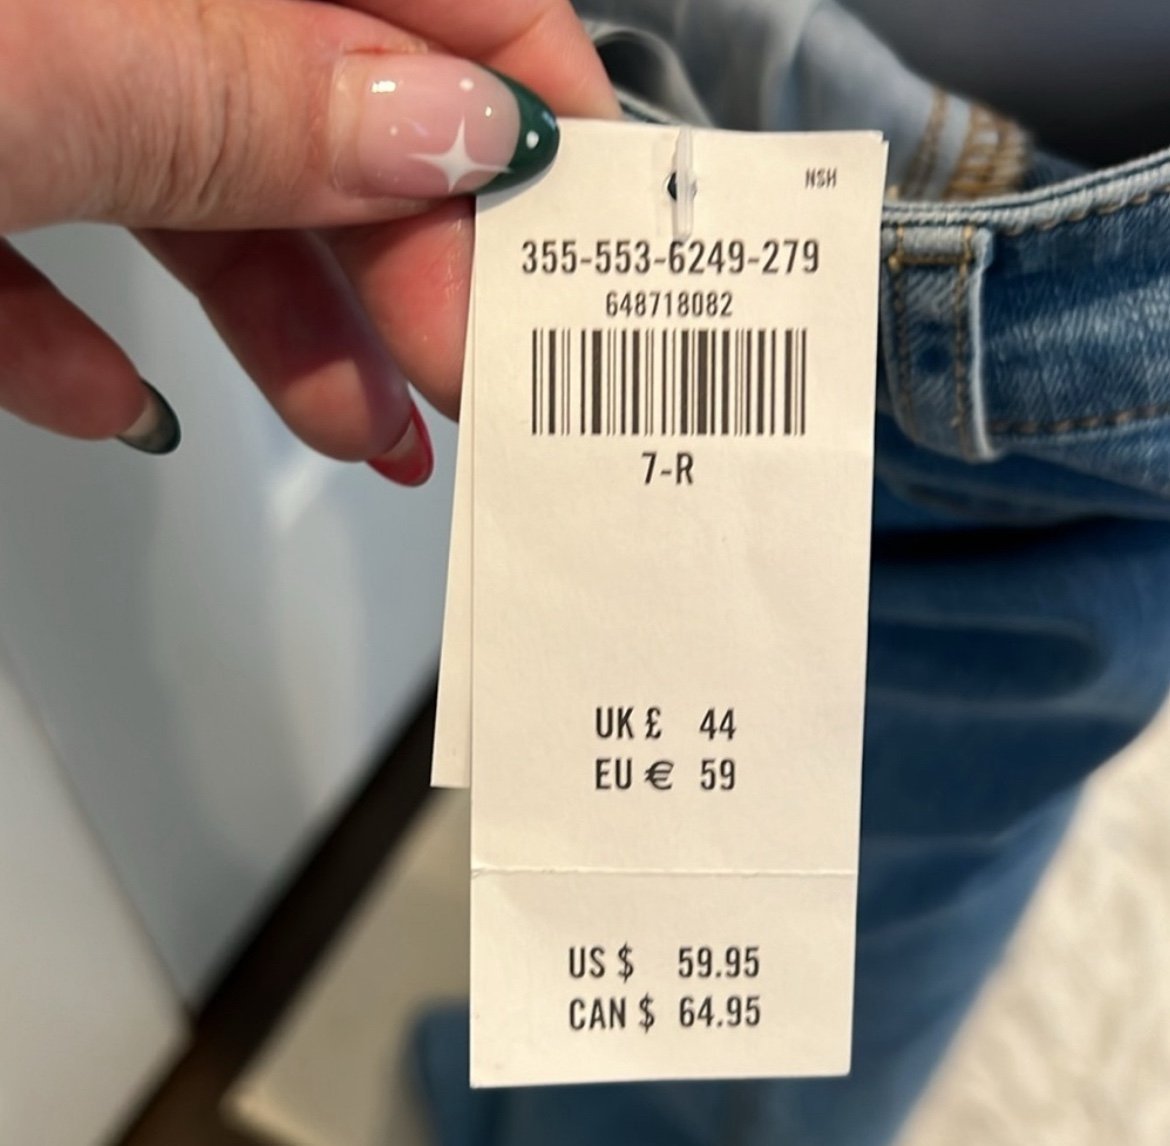 NSH
355-553-6249-279
648718082
7-R
UK £ 44
EU € 59
US $ 59.95
CAN $ 64.95